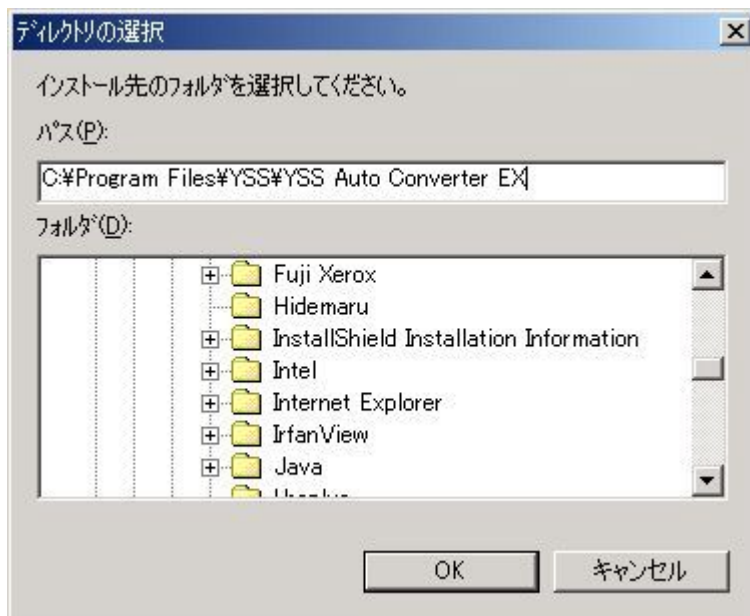 ディレクトリの選択
インストール先のフォルダを選択してください。
パス(P):
C:¥Program Files¥YSS¥YSS Auto Converter EX
フォルダ(D):
Fuji Xerox
Hidemaru
InstallShield Installation Information
Intel
Internet Explorer
IrfanView
Java
OK
キャンセル